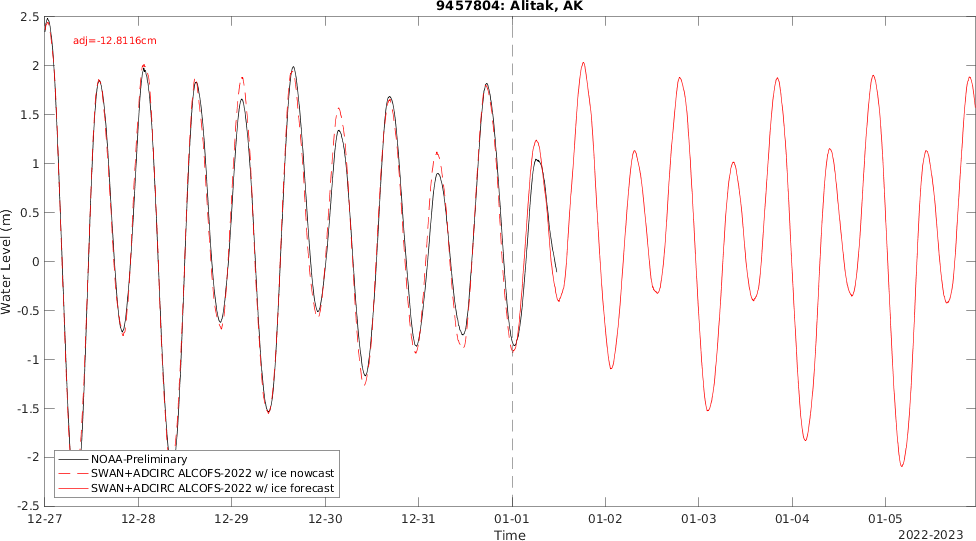 9457804: Alitak, AK
adj=-12.8116cm
Water Level (m)
2.5
2
1.5
1
0.5
0
-0.5
-1
-1.5
-2
-2.5
NOAA-Preliminary
SWAN+ADCIRC ALCOFS-2022 w/ ice nowcast
SWAN+ADCIRC ALCOFS-2022 w/ ice forecast
12-27 12-28 12-29 12-30 12-31 01-01 01-02 01-03 01-04 01-05
Time
2022-2023